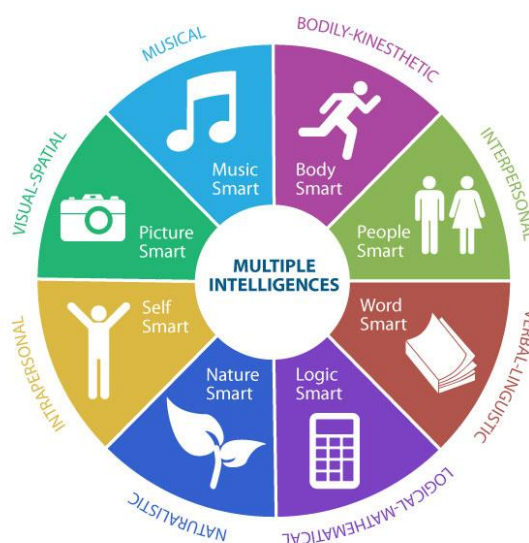 MUSICAL
BODILY-KINESTHETIC
INTERPERSONAL
VERBAL-LINGUISTIC
LOGICAL-MATHEMATICAL
NATURALISTIC
INTRAPERSONAL
VISUAL-SPATIAL
Music
Smart
Body
Smart
People
Smart
Word
Smart
Logic
Smart
Nature
Smart
Self
Smart
Picture
Smart
MULTIPLE
INTELLIGENCES